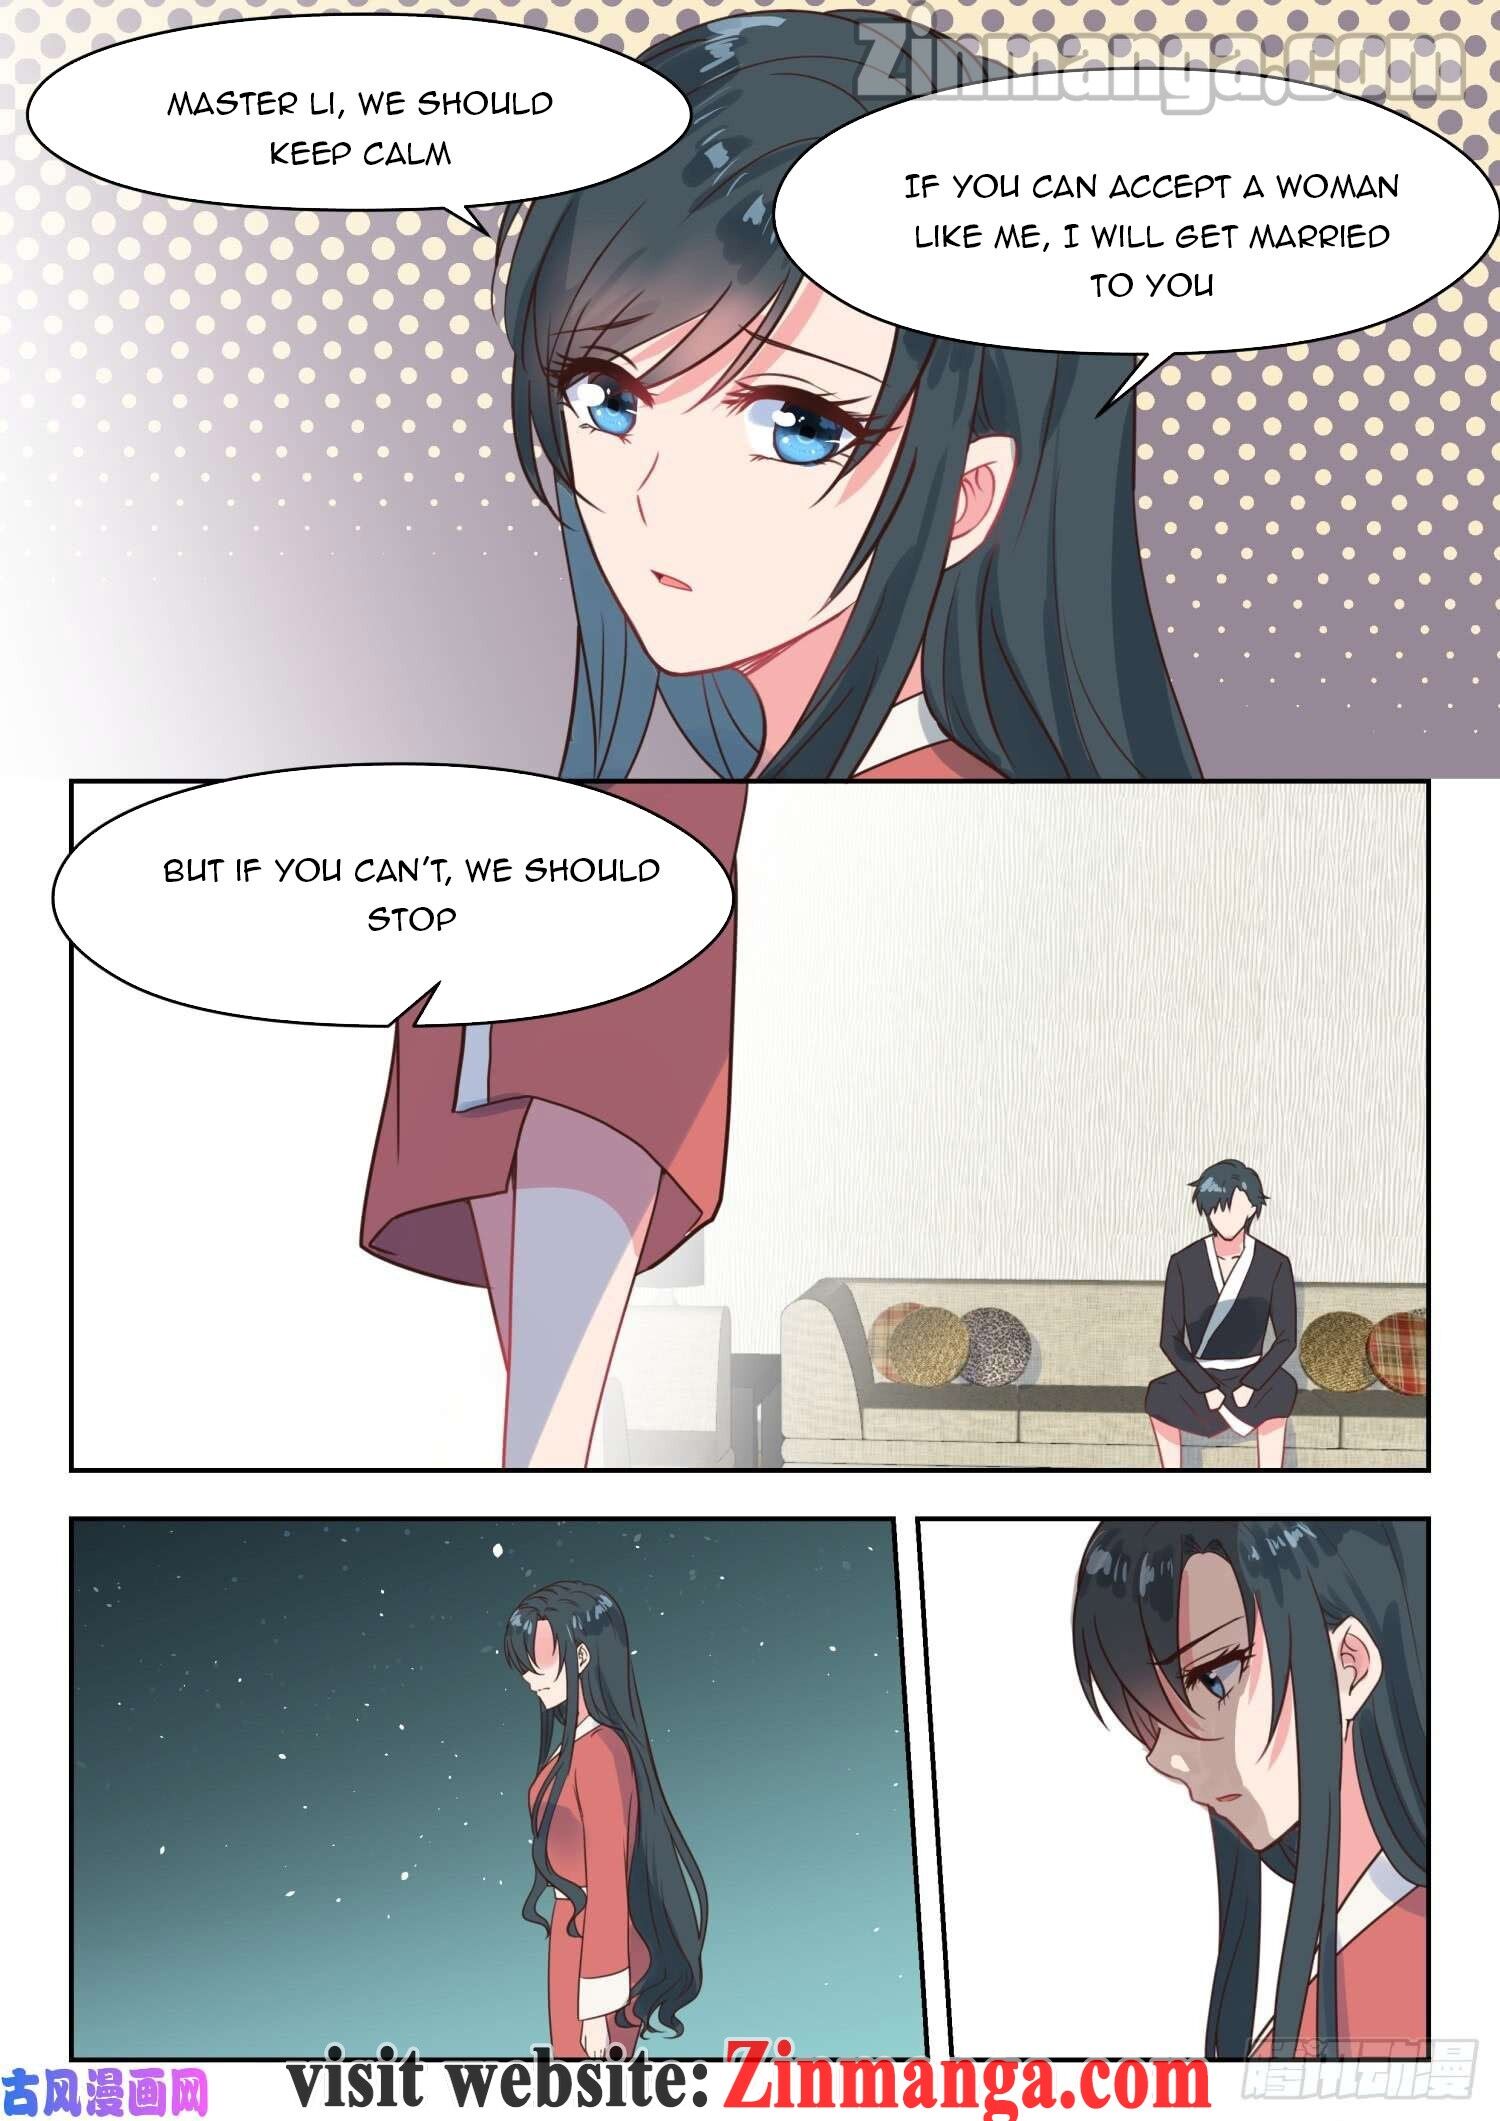 Zinmanga.com
MASTER LI, WE SHOULD
KEEP CALM
IF YOU CAN ACCEPT A WOMAN
LIKE ME, I WILL GET MARRIED
TO YOU
BUT IF YOU CAN'T, WE SHOULD
STOP
腾讯动漫
古风漫画网
visit website: Zinmanga.com